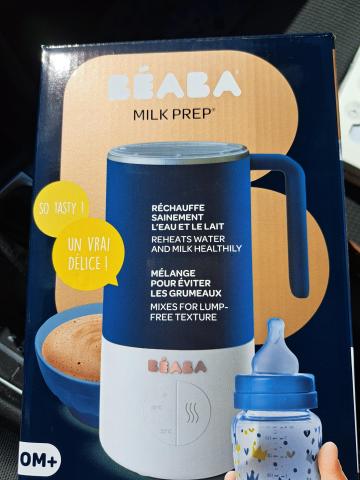 BÉABA
MILK PREP®
SO TASTY !
UN VRAI
DÉLICE !
RÉCHAUFFE
SAINEMENT
L'EAU ET LE LAIT
REHEATS WATER
AND MILK HEALTHILY
MÉLANGE
POUR ÉVITER
LES GRUMEAUX
MIXES FOR LUMP-
FREE TEXTURE
BÉABA
0M+